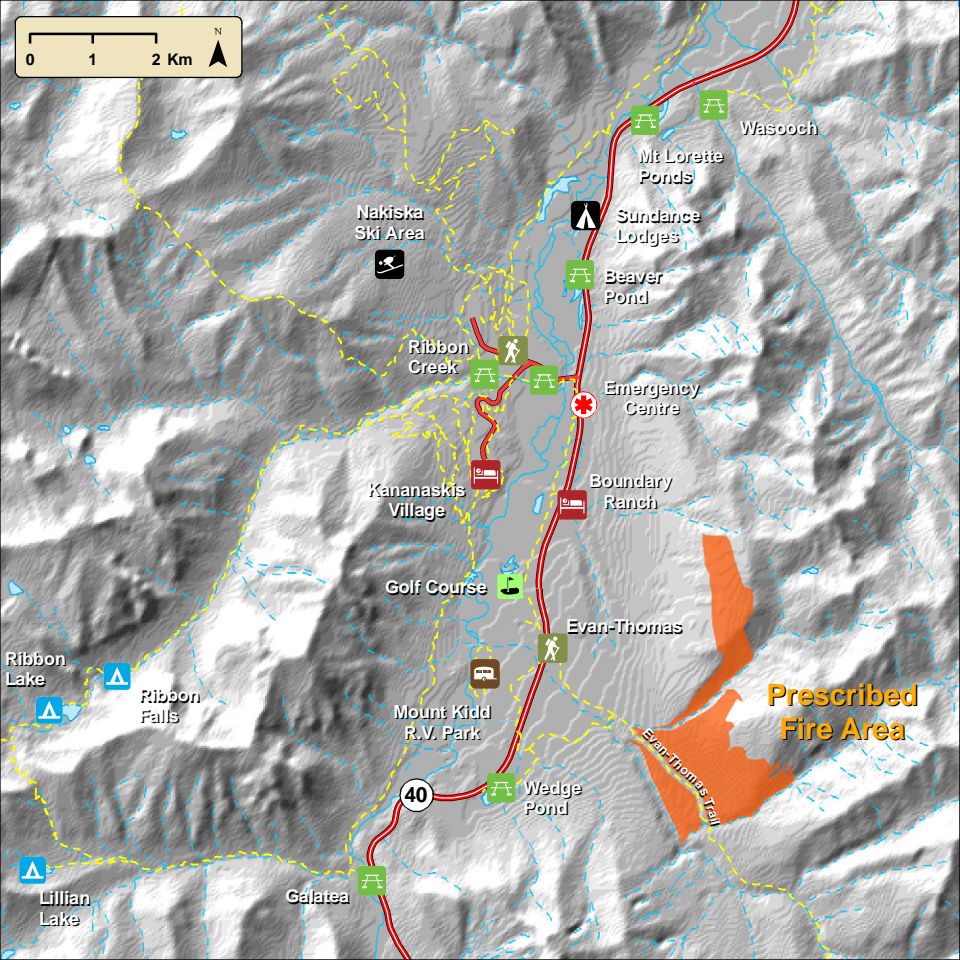 N
0 1 2 Km
Wasooch
Mt Lorette
Ponds
Nakiska
Ski Area
Sundance
Lodges
Beaver
Pond
Ribbon
Creek
Emergency
Centre
Kananaskis
Village
Boundary
Ranch
Golf Course
Evan-Thomas
Ribbon
Lake
Ribbon
Falls
Mount Kidd
R.V. Park
Prescribed
Fire Area
Evan-Thomas Trail
40
Wedge
Pond
Galatea
Lillian
Lake